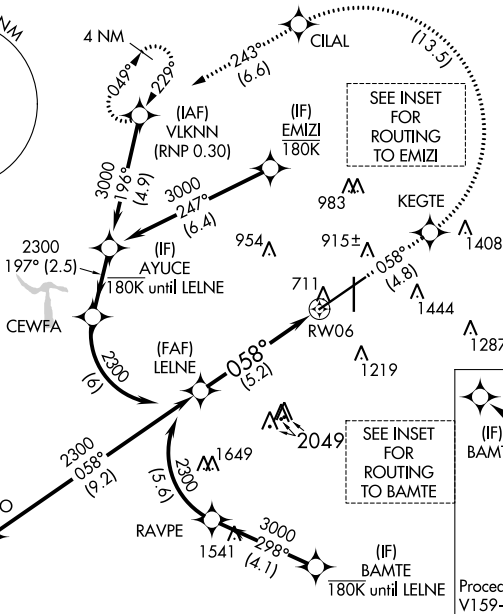 NM
4 NM
049°
229°
243°
(6.6)
CILAL
(13.5)
(IAF)
VLKNN
(RNP 0.30)
(IF)
EMIZI
180K
SEE INSET
FOR
ROUTING
TO EMIZI
3000
196°
(4.9)
3000
247°
(6.4)
983
KEGTE
2300
197° (2.5)
(IF)
AYUCE
180K until LELNE
954
915±
1408
058°
(4.8)
711
1444
CEWFA
RW06
1287
2300
(6)
(FAF)
LELNE
058°
(5.2)
1219
2049
(IF)
BAMT
SEE INSET
FOR
ROUTING
TO BAMTE
2300
058°
(9.2)
1649
2300
(5.6)
O
RAVPE
1541
3000
298°
(4.1)
(IF)
BAMTE
180K until LELNE
Proced
V159-